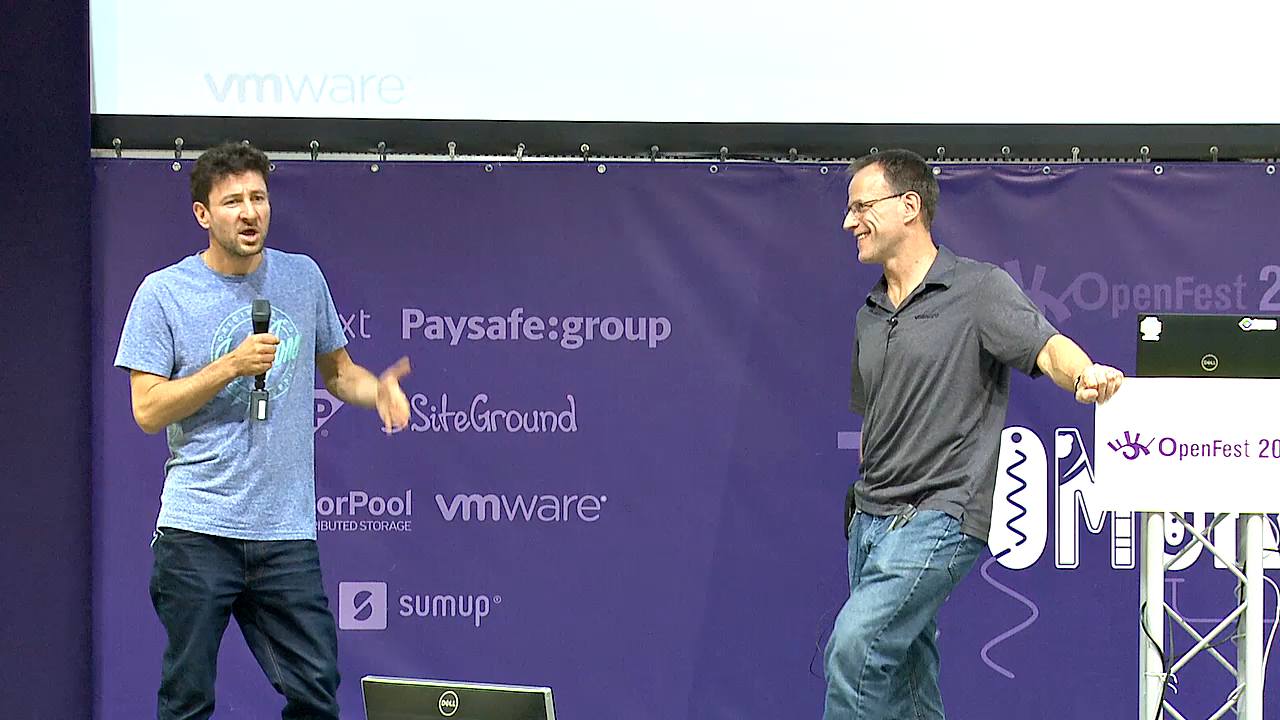 vmware
xt
Paysafe:group
OpenFest 2
DELL
P
SiteGround
OpenFest 20
orPool
IBUTED STORAGE
vmware
sumup®
DELL